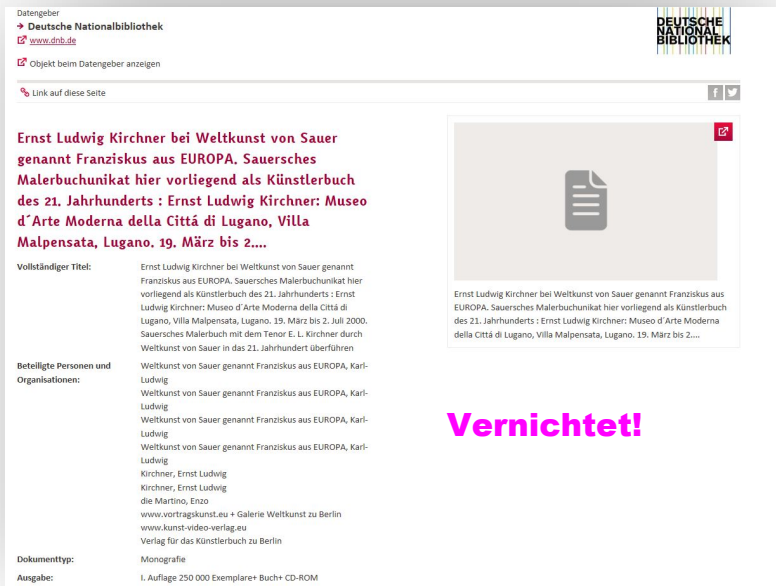 Datengeber
→ Deutsche Nationalbibliothek
www.dnb.de
Objekt beim Datengeber anzeigen
DEUTSCHE
NATIONAL
BIBLIOTHEK
Link auf diese Seite
Ernst Ludwig Kirchner bei Weltkunst von Sauer
genannt Franziskus aus EUROPA. Sauersches
Malerbuchunikat hier vorliegend als Künstlerbuch
des 21. Jahrhunderts : Ernst Ludwig Kirchner: Museo
d´Arte Moderna della Cittá di Lugano, Villa
Malpensata, Lugano. 19. März bis 2....
Vollständiger Titel:
Ernst Ludwig Kirchner bei Weltkunst von Sauer genannt
Franziskus aus EUROPA. Sauersches Malerbuchunikat hier
vorliegend als Künstlerbuch des 21. Jahrhunderts : Ernst
Ludwig Kirchner: Museo d´Arte Moderna della Cittá di
Lugano, Villa Malpensata, Lugano. 19. März bis 2. Juli 2000.
Sauersches Malerbuch mit dem Tenor E. L. Kirchner durch
Weltkunst von Sauer in das 21. Jahrhundert überführen
Beteiligte Personen und
Organisationen:
Weltkunst von Sauer genannt Franziskus aus EUROPA, Karl-
Ludwig
Weltkunst von Sauer genannt Franziskus aus EUROPA, Karl-
Ludwig
Weltkunst von Sauer genannt Franziskus aus EUROPA, Karl-
Ludwig
Weltkunst von Sauer genannt Franziskus aus EUROPA, Karl-
Ludwig
Kirchner, Ernst Ludwig
Kirchner, Ernst Ludwig
die Martino, Enzo
www.vortragskunst.eu + Galerie Weltkunst zu Berlin
www.kunst-video-verlag.eu
Verlag für das Künstlerbuch zu Berlin
Dokumenttyp:
Monografie
Ausgabe:
I. Auflage 250 000 Exemplare+ Buch+ CD-ROM
Ernst Ludwig Kirchner bei Weltkunst von Sauer genannt Franziskus aus
EUROPA. Sauersches Malerbuchunikat hier vorliegend als Künstlerbuch
des 21. Jahrhunderts : Ernst Ludwig Kirchner: Museo d´Arte Moderna
della Cittá di Lugano, Villa Malpensata, Lugano. 19. März bis 2....
Vernichtet!